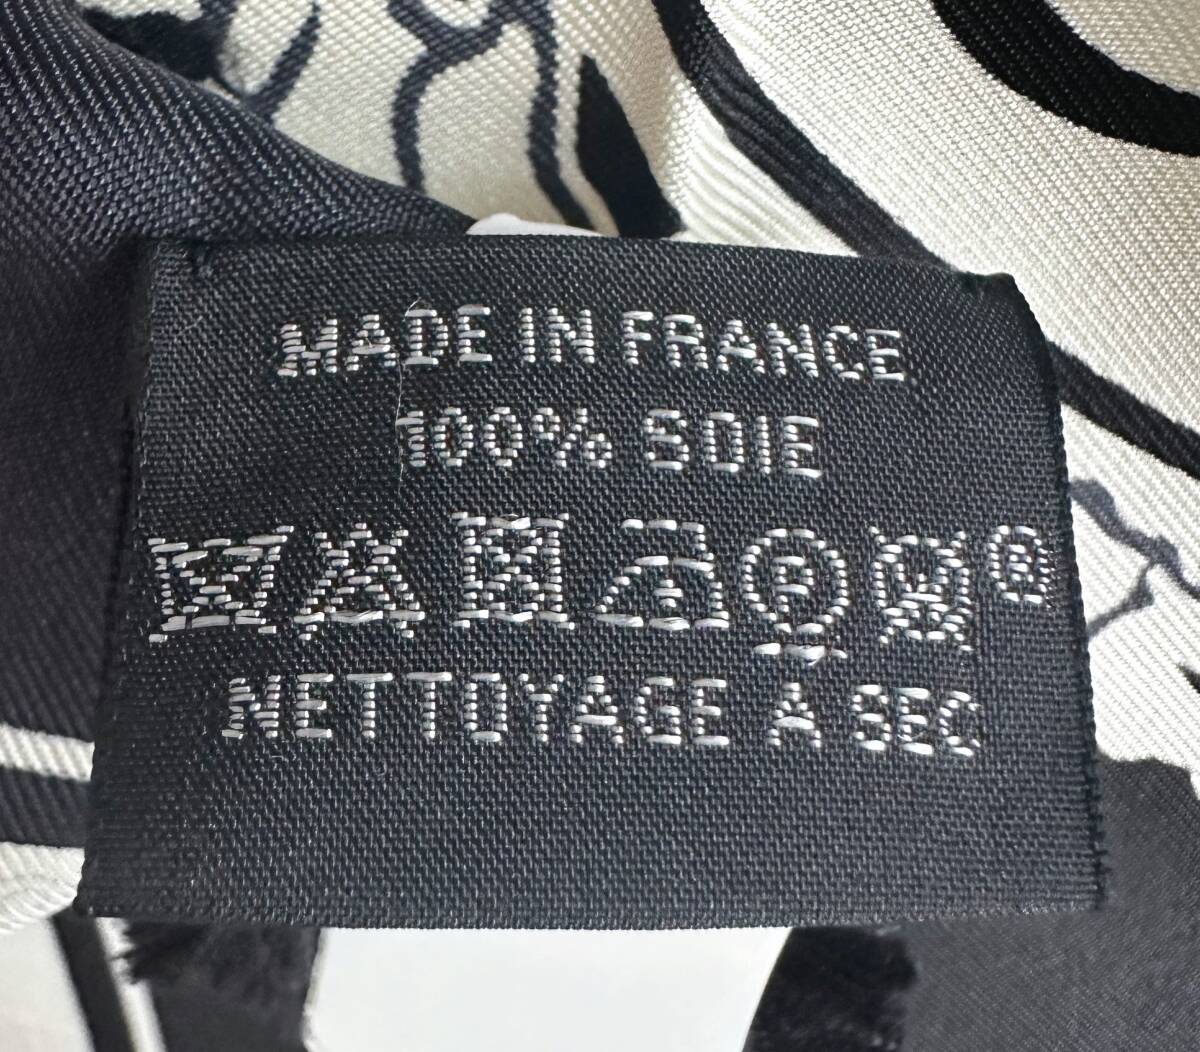 MADE IN FRANCE
100% SOIE
P ®
NETTOYAGE A SEC